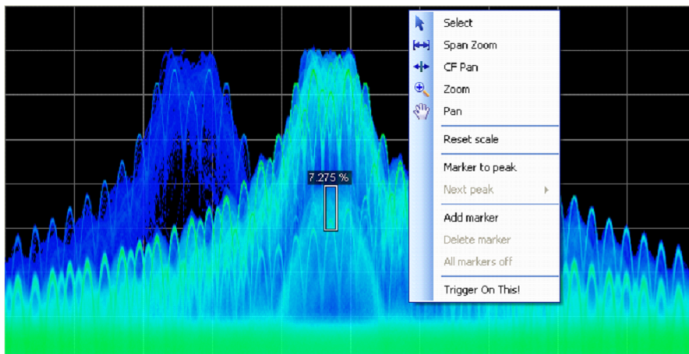 Select
Span Zoom
CF Pan
Zoom
Pan
Reset scale
Marker to peak
Next peak
7.275 %
Add marker
Delete marker
All markers off
Trigger On This!